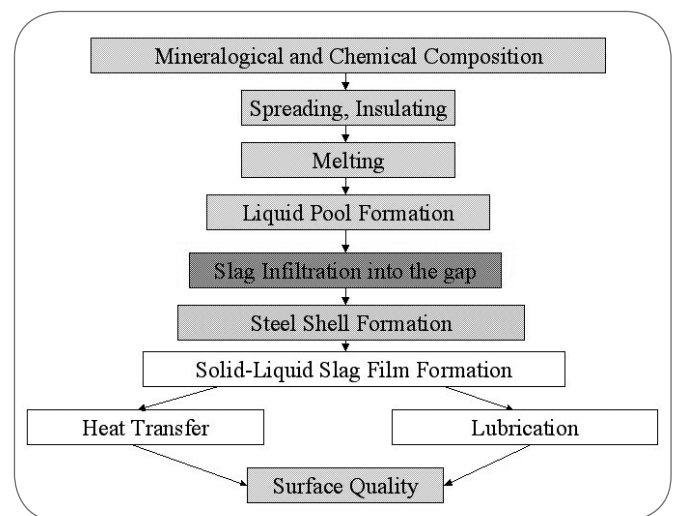 Mineralogical and Chemical Composition
Spreading, Insulating
Melting
Liquid Pool Formation
Slag Infiltration into the gap
Steel Shell Formation
Solid-Liquid Slag Film Formation
Heat Transfer
Lubrication
Surface Quality